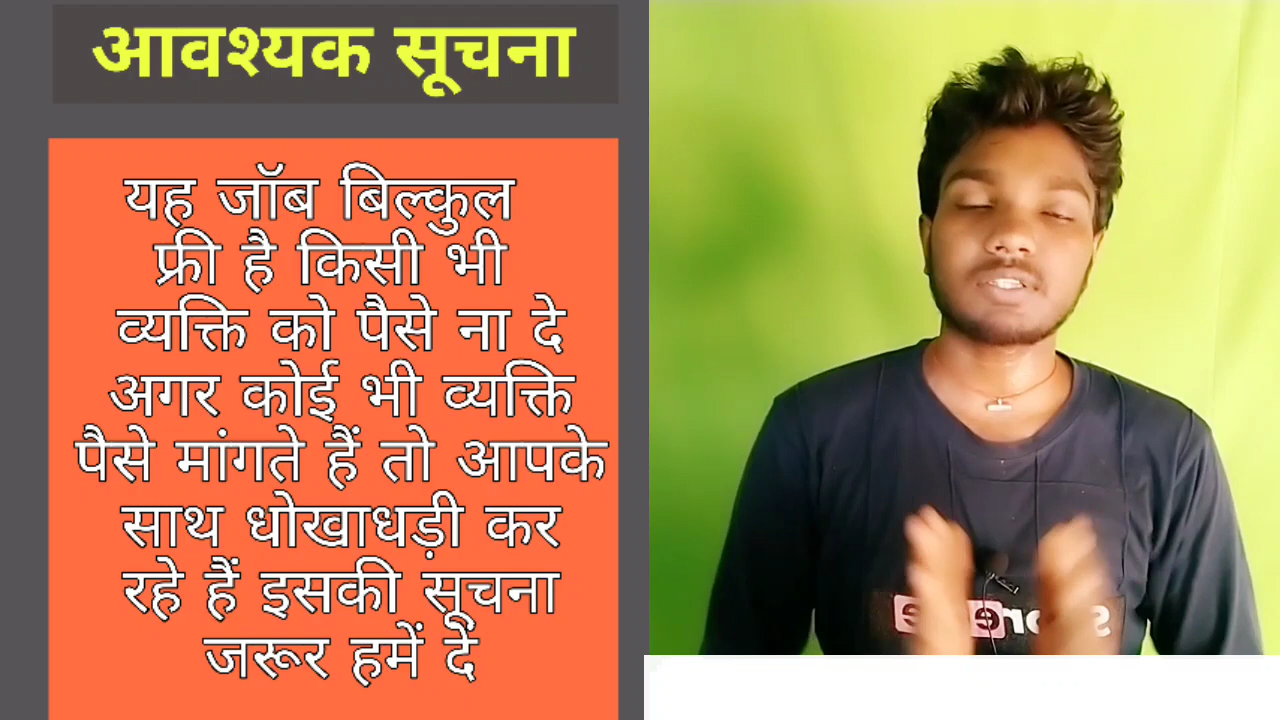 आवश्यक सूचना
यह जॉब बिल्कुल
फ्री है किसी भी
व्यक्ति को पैसे ना दे
अगर कोई भी व्यक्ति
पैसे मांगते हैं तो आपके
साथ धोखाधड़ी कर
रहे हैं इसकी सूचना
जरूर हमें दें